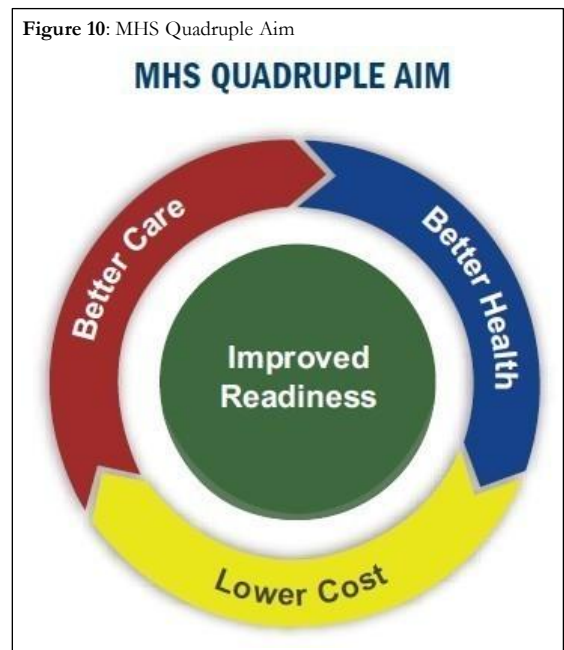 Figure 10: MHS Quadruple Aim
MHS QUADRUPLE AIM
Better Care
Better Health
Improved
Readiness
Lower Cost